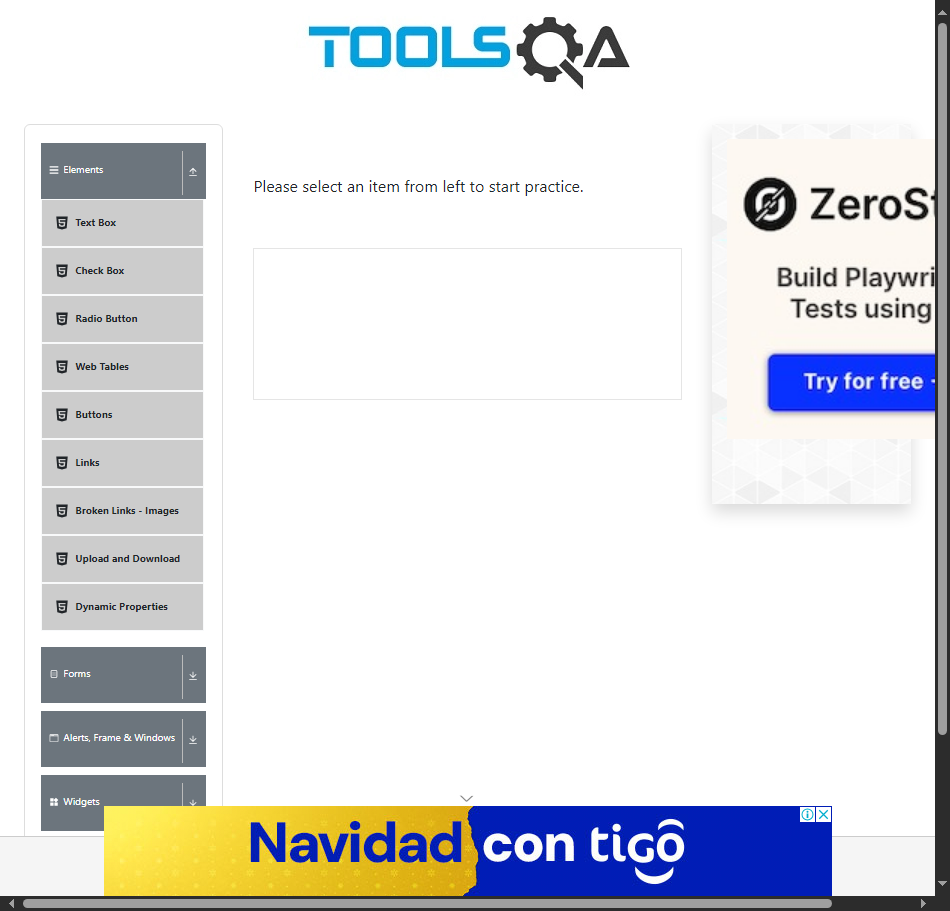 TOOLSQA
Elements
Text Box
Check Box
Radio Button
Web Tables
Buttons
Links
Broken Links - Images
Upload and Download
Dynamic Properties
Forms
Alerts, Frame & Windows
Widgets
Please select an item from left to start practice.
ZeroSt
Build Playwri
Tests using
Try for free
Navidad con tigo